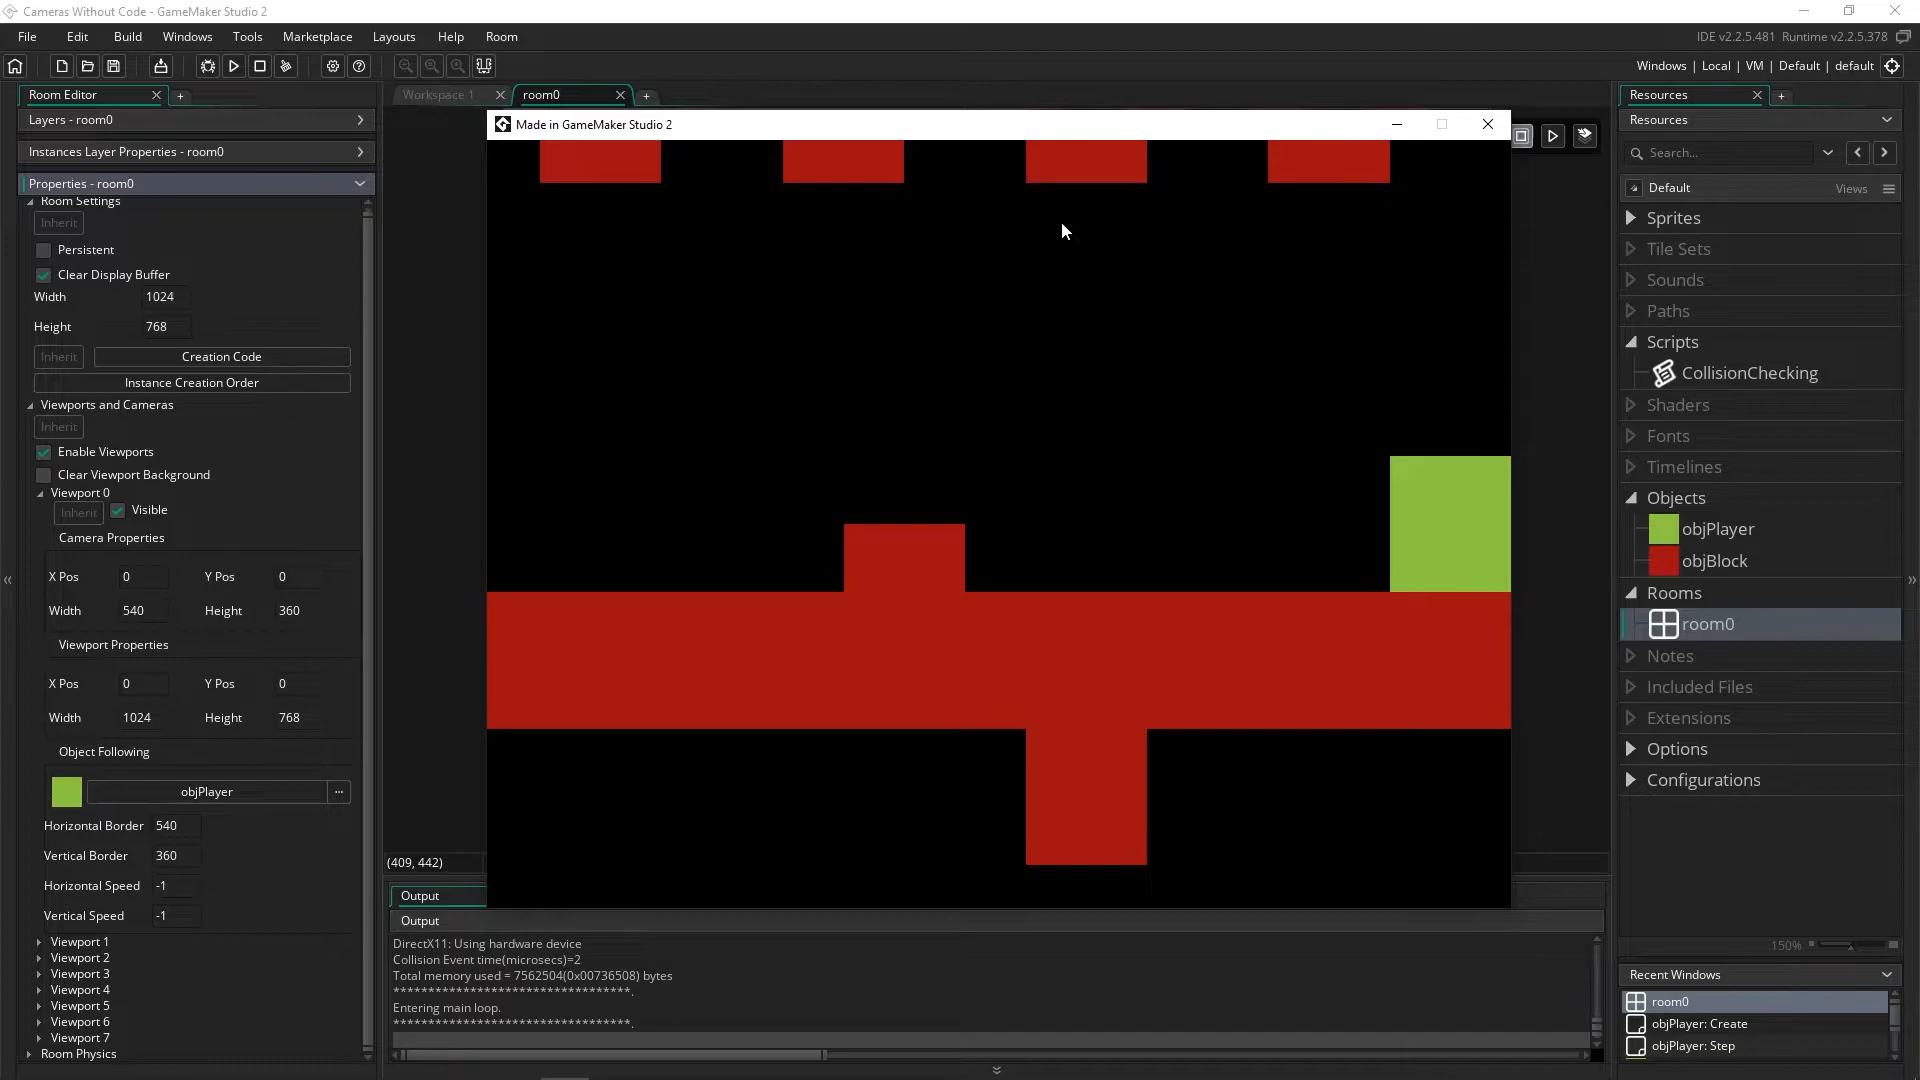 Cameras Without Code - GameMaker Studio 2
File Edit Build Windows Tools Marketplace Layouts Help Room
IDE v2.2.5.481 Runtime v2.2.5.378
Windows | Local | VM | Default | default
Room Editor
Workspace 1
room0
Resources
Layers - room0
Instances Layer Properties - room0
Properties - room0
Room Settings
Inherit
Persistent
Clear Display Buffer
Width 1024
Height 768
Inherit Creation Code
Instance Creation Order
Viewports and Cameras
Inherit
Enable Viewports
Clear Viewport Background
Viewport 0
Inherit Visible
Camera Properties
X Pos 0 Y Pos 0
Width 540 Height 360
Viewport Properties
X Pos 0 Y Pos 0
Width 1024 Height 768
Object Following
objPlayer ...
Horizontal Border 540
Vertical Border 360
Horizontal Speed -1
Vertical Speed -1
Viewport 1
Viewport 2
Viewport 3
Viewport 4
Viewport 5
Viewport 6
Viewport 7
Room Physics
Made in GameMaker Studio 2
(409, 442)
Output
Output
DirectX11: Using hardware device
Collision Event time(microsecs)=2
Total memory used = 7562504(0x00736508) bytes
**********************************.
Entering main loop.
**********************************.
Resources
Search...
Default Views
Sprites
Tile Sets
Sounds
Paths
Scripts
CollisionChecking
Shaders
Fonts
Timelines
Objects
objPlayer
objBlock
Rooms
room0
Notes
Included Files
Extensions
Options
Configurations
150%
Recent Windows
room0
objPlayer: Create
objPlayer: Step